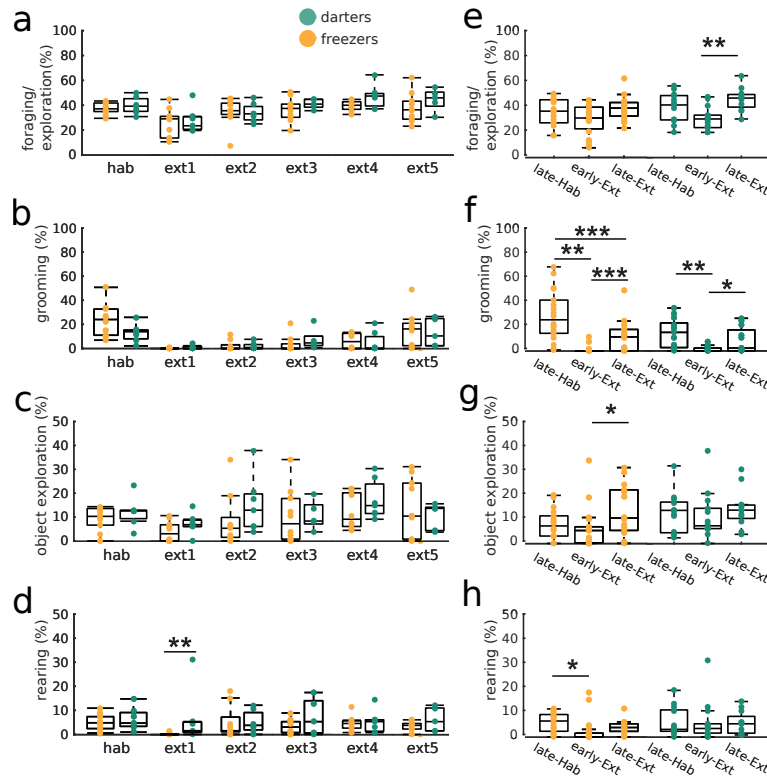 a
darters
freezers
foraging/
exploration(%)
100
80
60
40
20
0
hab ext1 ext2 ext3 ext4 ext5
e
foraging/
exploration(%)
100
80
60
40
20
0
**
late-Hab early-Ext late-Ext late-Hab early-Ext late-Ext
b
grooming (%)
100
80
60
40
20
0
hab ext1 ext2 ext3 ext4 ext5
f
grooming (%)
100
80
60
40
20
0
***
** ** 
*** *
late-Hab early-Ext late-Ext late-Hab early-Ext late-Ext
c
object exploration (%)
50
40
30
20
10
0
hab ext1 ext2 ext3 ext4 ext5
g
object exploration (%)
50
40
30
20
10
0
*
late-Hab early-Ext late-Ext late-Hab early-Ext late-Ext
d
rearing (%)
50
40
30
20
10
0
**
hab ext1 ext2 ext3 ext4 ext5
h
rearing (%)
50
40
30
20
10
0
*
late-Hab early-Ext late-Ext late-Hab early-Ext late-Ext